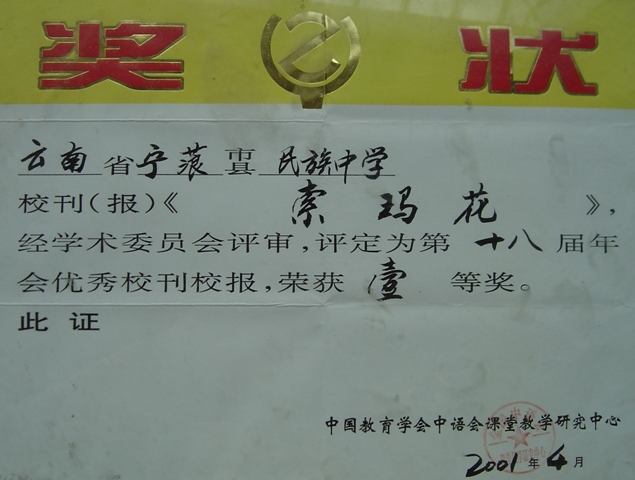 奖状
云南省宁蒗市县民族中学
校刊(报)《索玛花》,
经学术委员会评审,评定为第十八届年
会优秀校刊校报,荣获壹等奖。
此证
中国教育学会中语会课堂教学研究中心
2001年4月